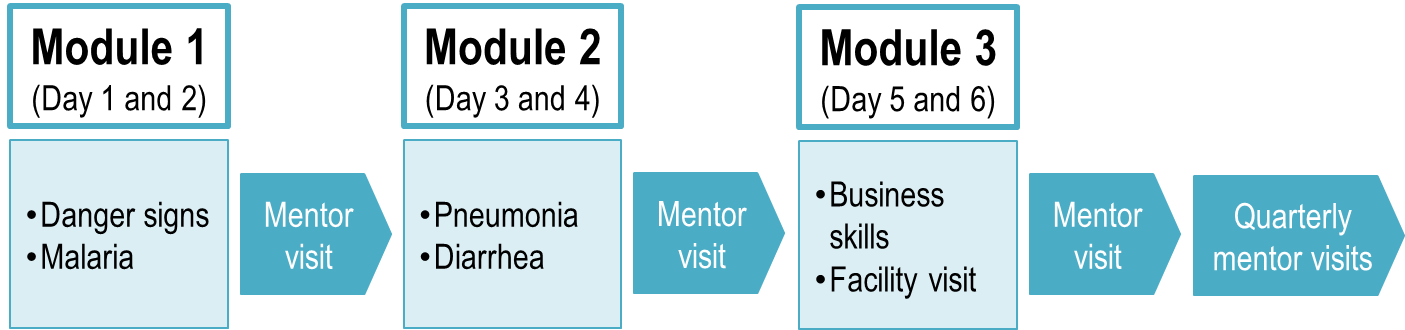 Module 1
(Day 1 and 2)
•Danger signs
•Malaria
Mentor
visit
Module 2
(Day 3 and 4)
•Pneumonia
•Diarrhea
Mentor
visit
Module 3
(Day 5 and 6)
•Business
skills
•Facility visit
Mentor
visit
Quarterly
mentor visits